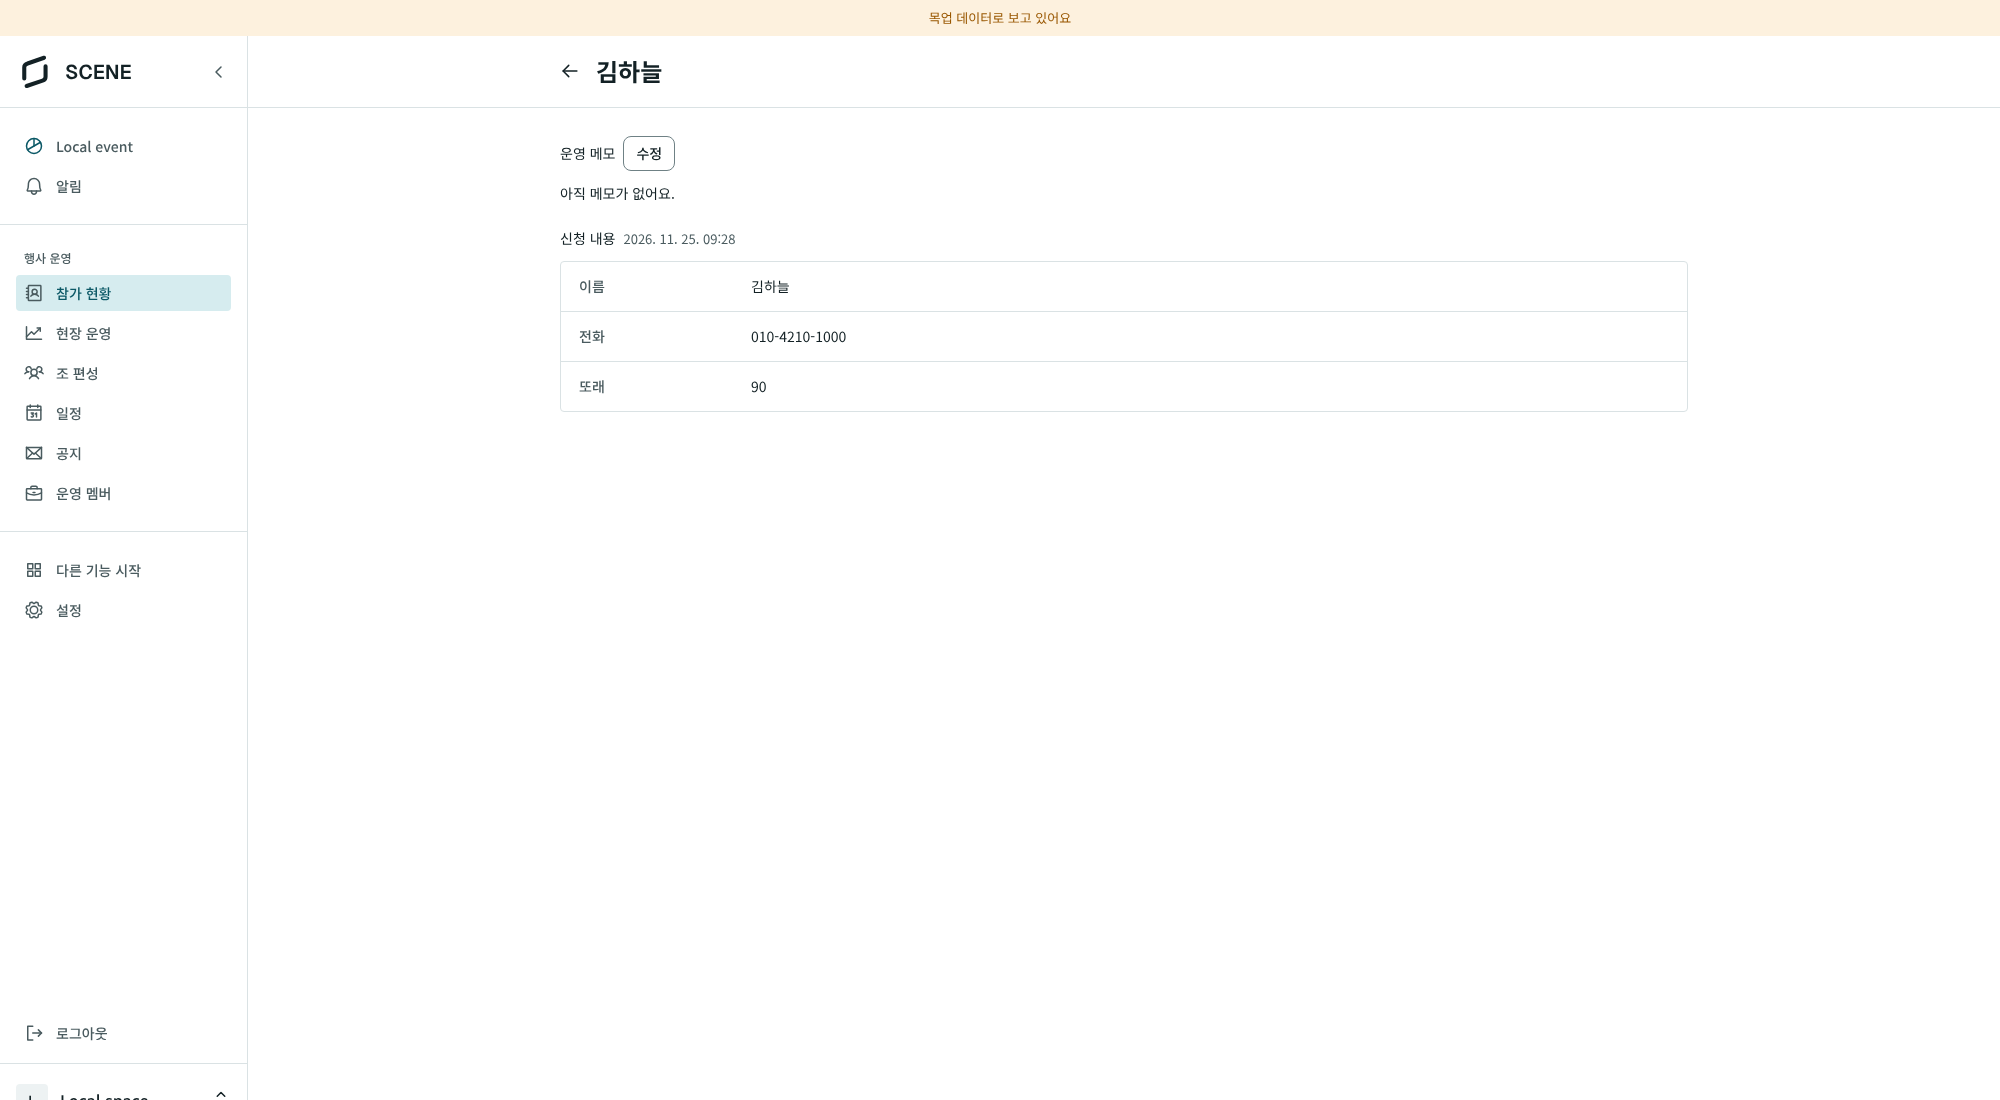 목업 데이터로 보고 있어요
SCENE
김하늘
Local event
알림
행사 운영
참가 현황
현장 운영
조 편성
일정
공지
운영 멤버
다른 기능 시작
설정
로그아웃
Local space
운영 메모 수정
아직 메모가 없어요.
신청 내용 2026. 11. 25. 09:28
이름 김하늘
전화 010-4210-1000
또래 90